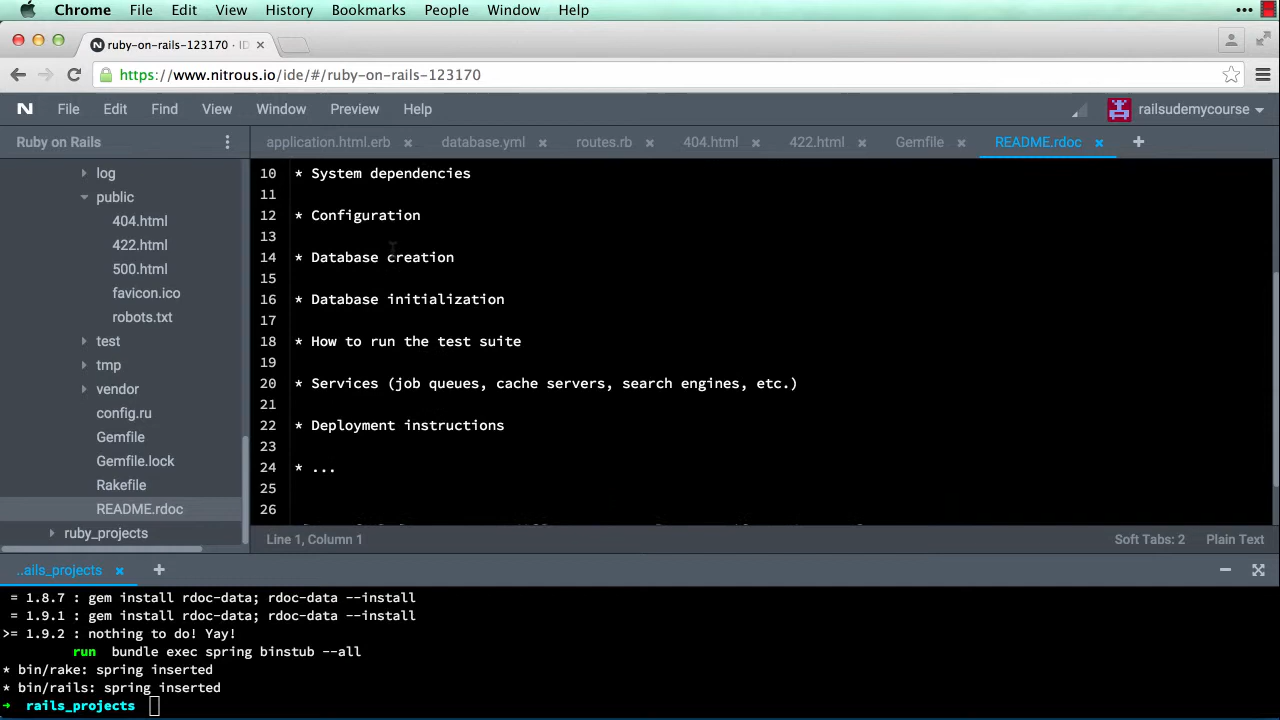 Chrome File Edit View History Bookmarks People Window Help
ruby-on-rails-123170 · ID
https://www.nitrous.io/ide/#/ruby-on-rails-123170
N File Edit Find View Window Preview Help railsudemycourse
Ruby on Rails
application.html.erb database.yml routes.rb 404.html 422.html Gemfile README.rdoc
log
public
404.html
422.html
500.html
favicon.ico
robots.txt
test
tmp
vendor
config.ru
Gemfile
Gemfile.lock
Rakefile
README.rdoc
ruby_projects
10 * System dependencies
11
12 * Configuration
13
14 * Database creation
15
16 * Database initialization
17
18 * How to run the test suite
19
20 * Services (job queues, cache servers, search engines, etc.)
21
22 * Deployment instructions
23
24 * ...
25
26
Line 1, Column 1 Soft Tabs: 2 Plain Text
..ails_projects
= 1.8.7 : gem install rdoc-data; rdoc-data --install
= 1.9.1 : gem install rdoc-data; rdoc-data --install
>= 1.9.2 : nothing to do! Yay!
run bundle exec spring binstub --all
* bin/rake: spring inserted
* bin/rails: spring inserted
→ rails_projects